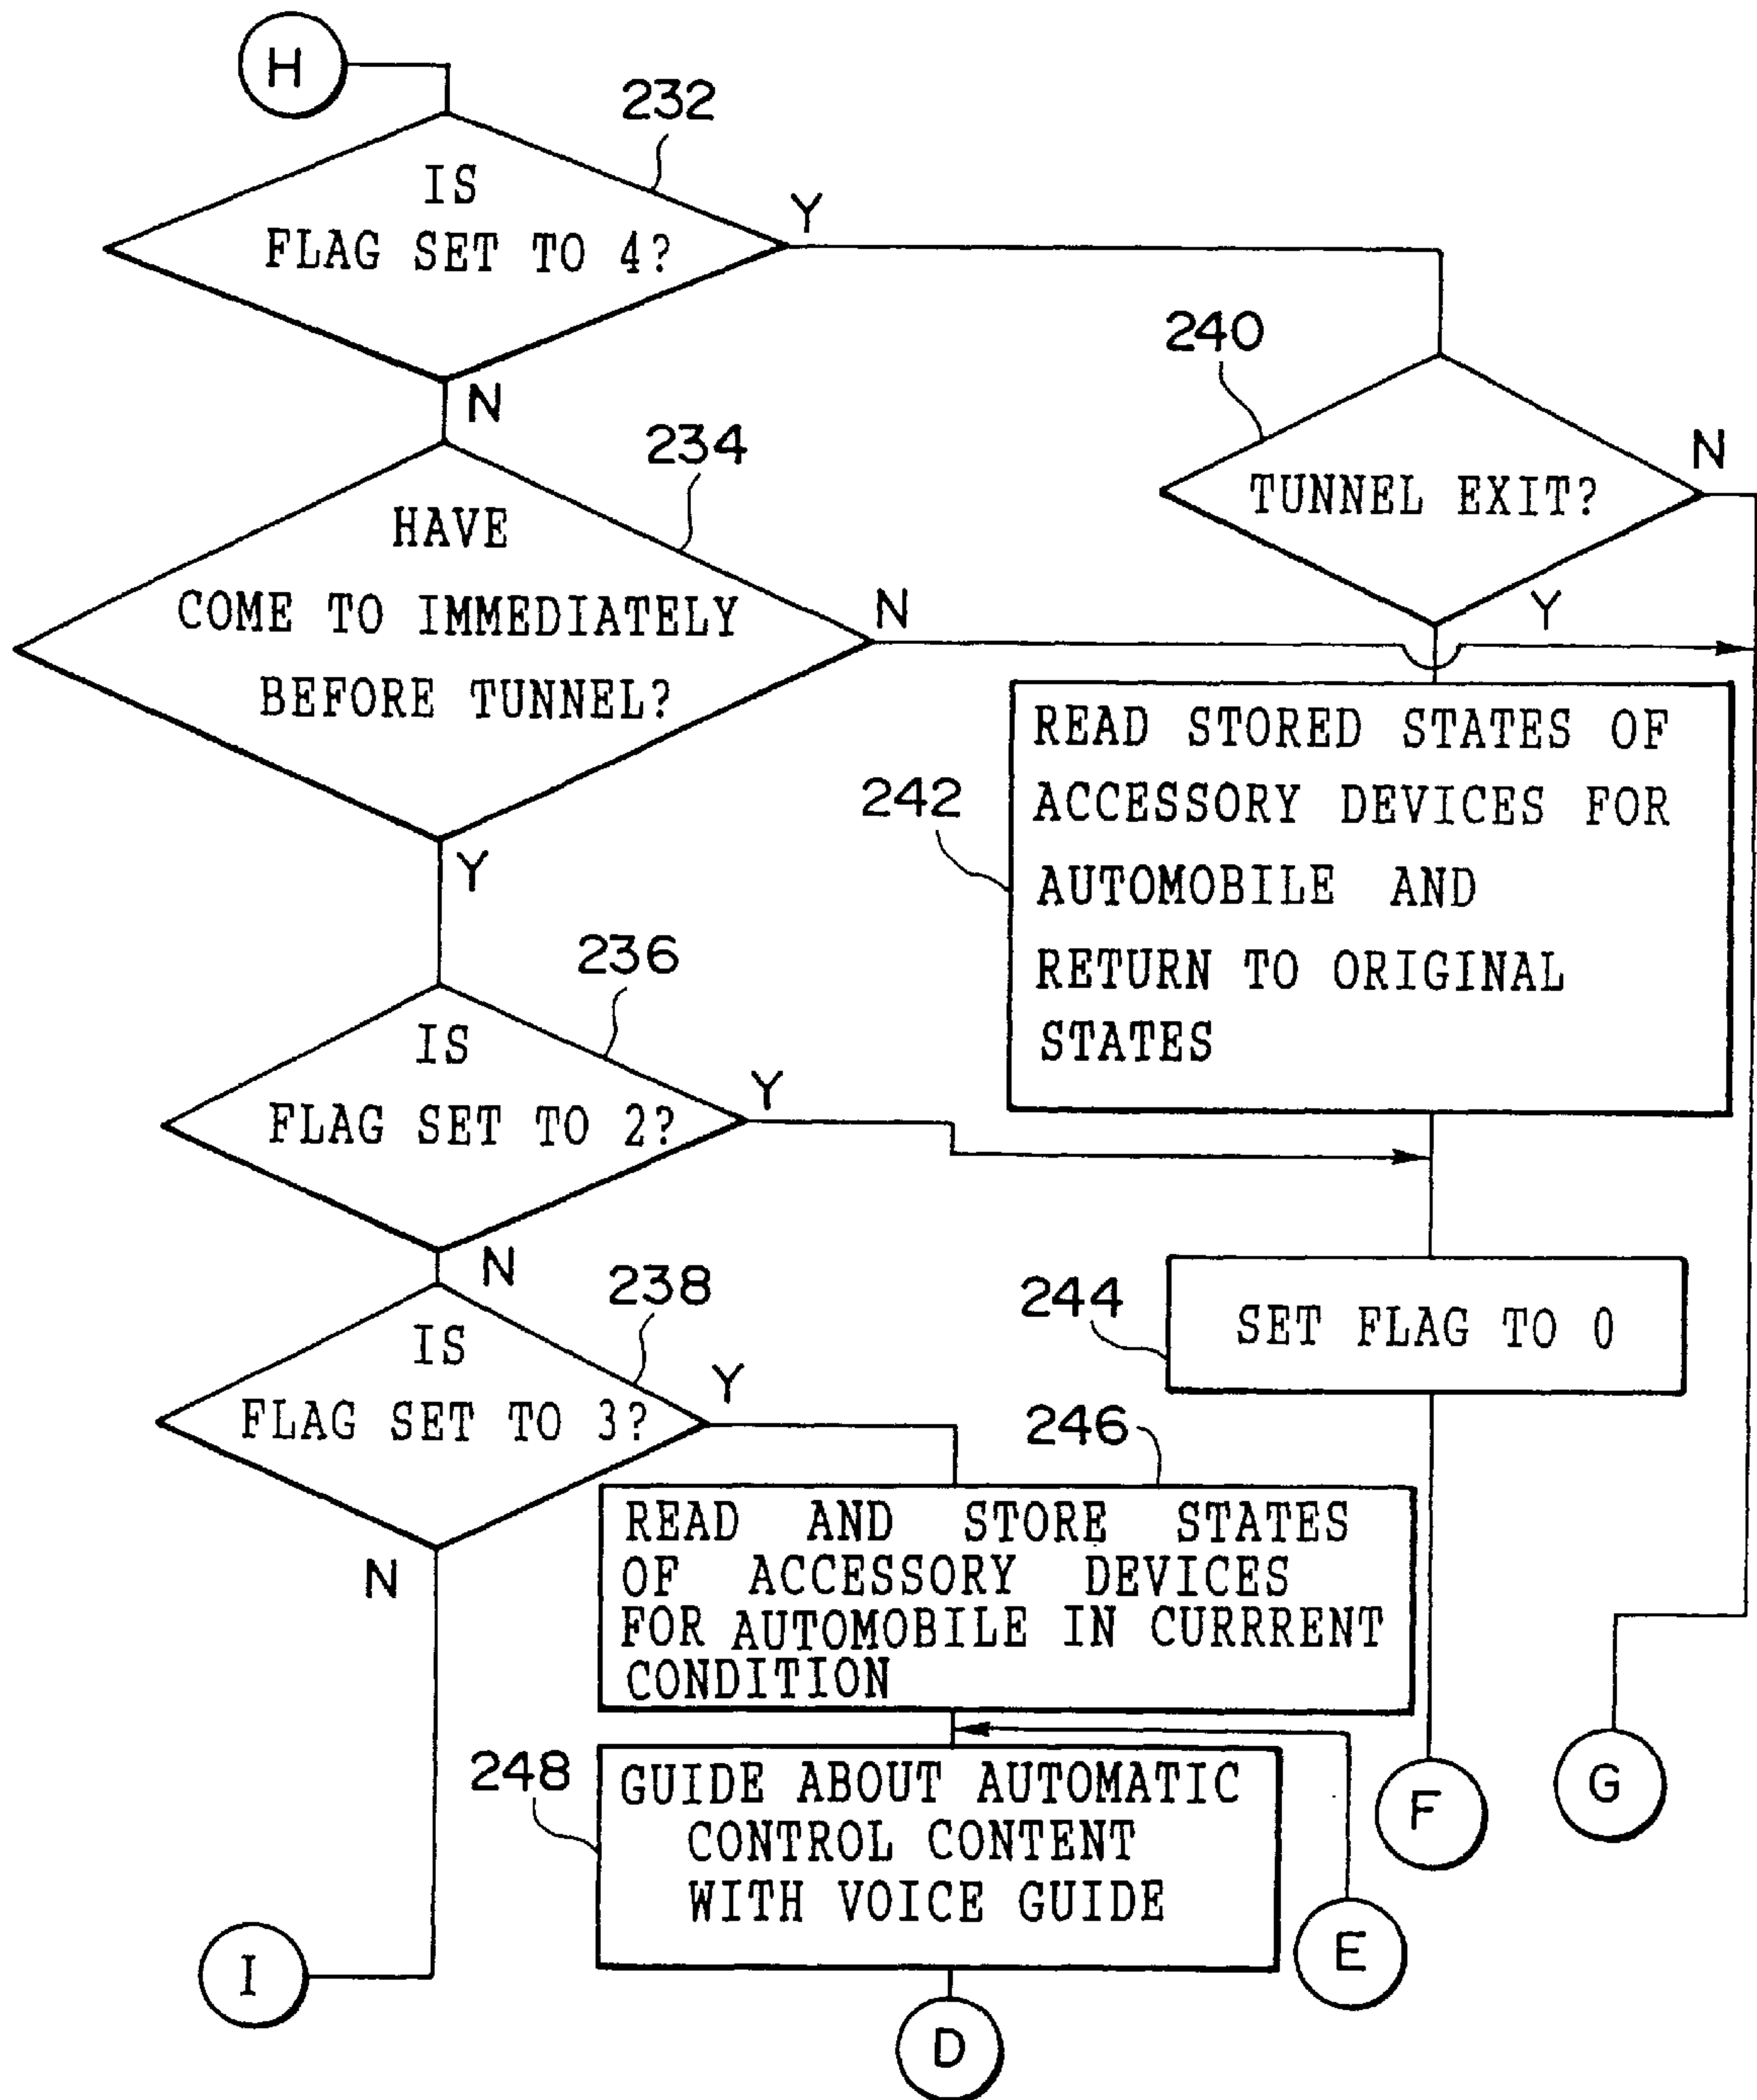 H
232
IS
FLAG SET TO 4?
Y
N
240
TUNNEL EXIT?
N
Y
234
HAVE
COME TO IMMEDIATELY
BEFORE TUNNEL?
N
Y
242
READ STORED STATES OF
ACCESSORY DEVICES FOR
AUTOMOBILE AND
RETURN TO ORIGINAL
STATES
236
IS
FLAG SET TO 2?
Y
N
244
SET FLAG TO 0
238
IS
FLAG SET TO 3?
Y
N
246
READ AND STORE STATES
OF ACCESSORY DEVICES
FOR AUTOMOBILE IN CURRRENT
CONDITION
248
GUIDE ABOUT AUTOMATIC
CONTROL CONTENT
WITH VOICE GUIDE
G
F
E
I
D